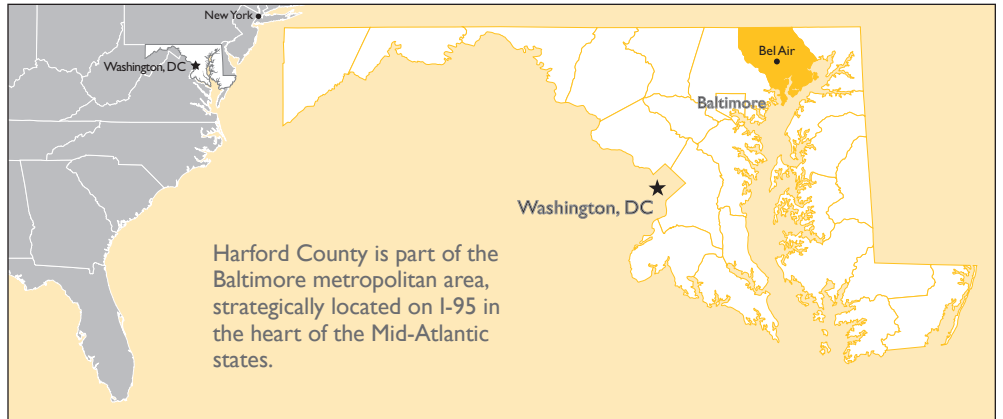 New York
Washington, DC
Bel Air
Baltimore
Washington, DC
Harford County is part of the
Baltimore metropolitan area,
strategically located on I-95 in
the heart of the Mid-Atlantic
states.